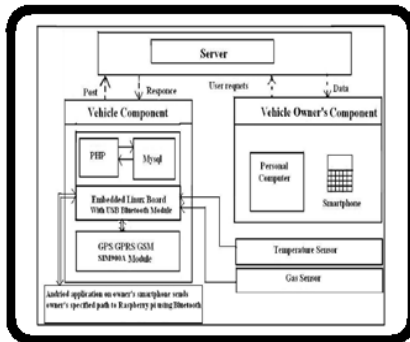 Server
Post
Responce
User requets
Data
Vehicle Component
PHP
Mysql
Embedded Linux Board
With USB Bluetooth Module
GPS GPRS GSM
SIM900A Module
Vehicle Owner's Component
Personal
Computer
Smartphone
Temperature Sensor
Gas Sensor
Andried application on owner's smartphone sends
owner's specified path to Raspberry pi using Bluetooth